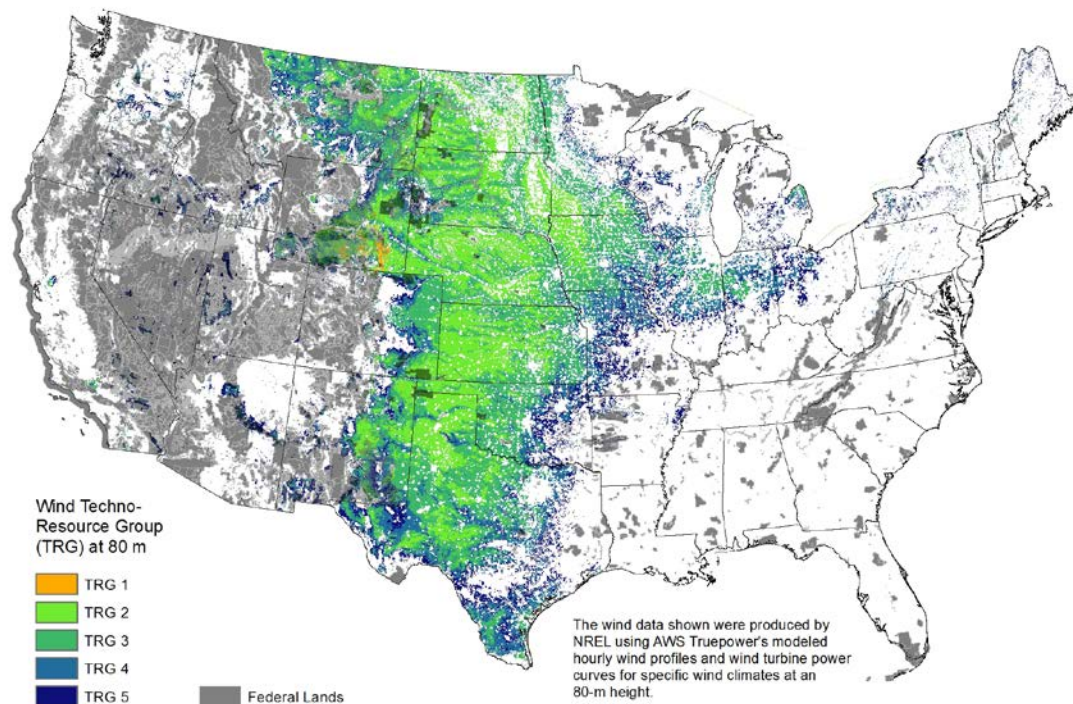 Wind Techno-
Resource Group
(TRG) at 80 m
TRG 1
TRG 2
TRG 3
TRG 4
TRG 5
Federal Lands
The wind data shown were produced by
NREL using AWS Truepower's modeled
hourly wind profiles and wind turbine power
curves for specific wind climates at an
80-m height.